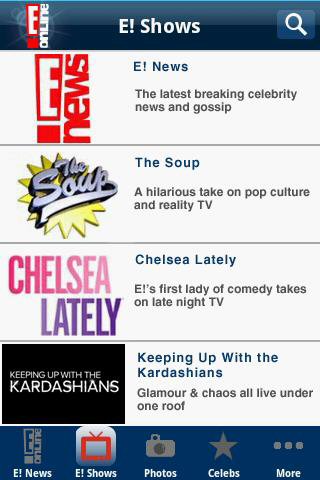 E!
ONLINE
E! Shows
E!
news
E! News
The latest breaking celebrity
news and gossip
The
Soup
The Soup
A hilarious take on pop culture
and reality TV
CHELSEA
LATELY
Chelsea Lately
E!'s first lady of comedy takes
on late night TV
KEEPING UP WITH THE
KARDASHIANS
Keeping Up With the
Kardashians
Glamour & chaos all live under
one roof
E!
ONLINE
E! News
E! Shows
Photos
Celebs
More